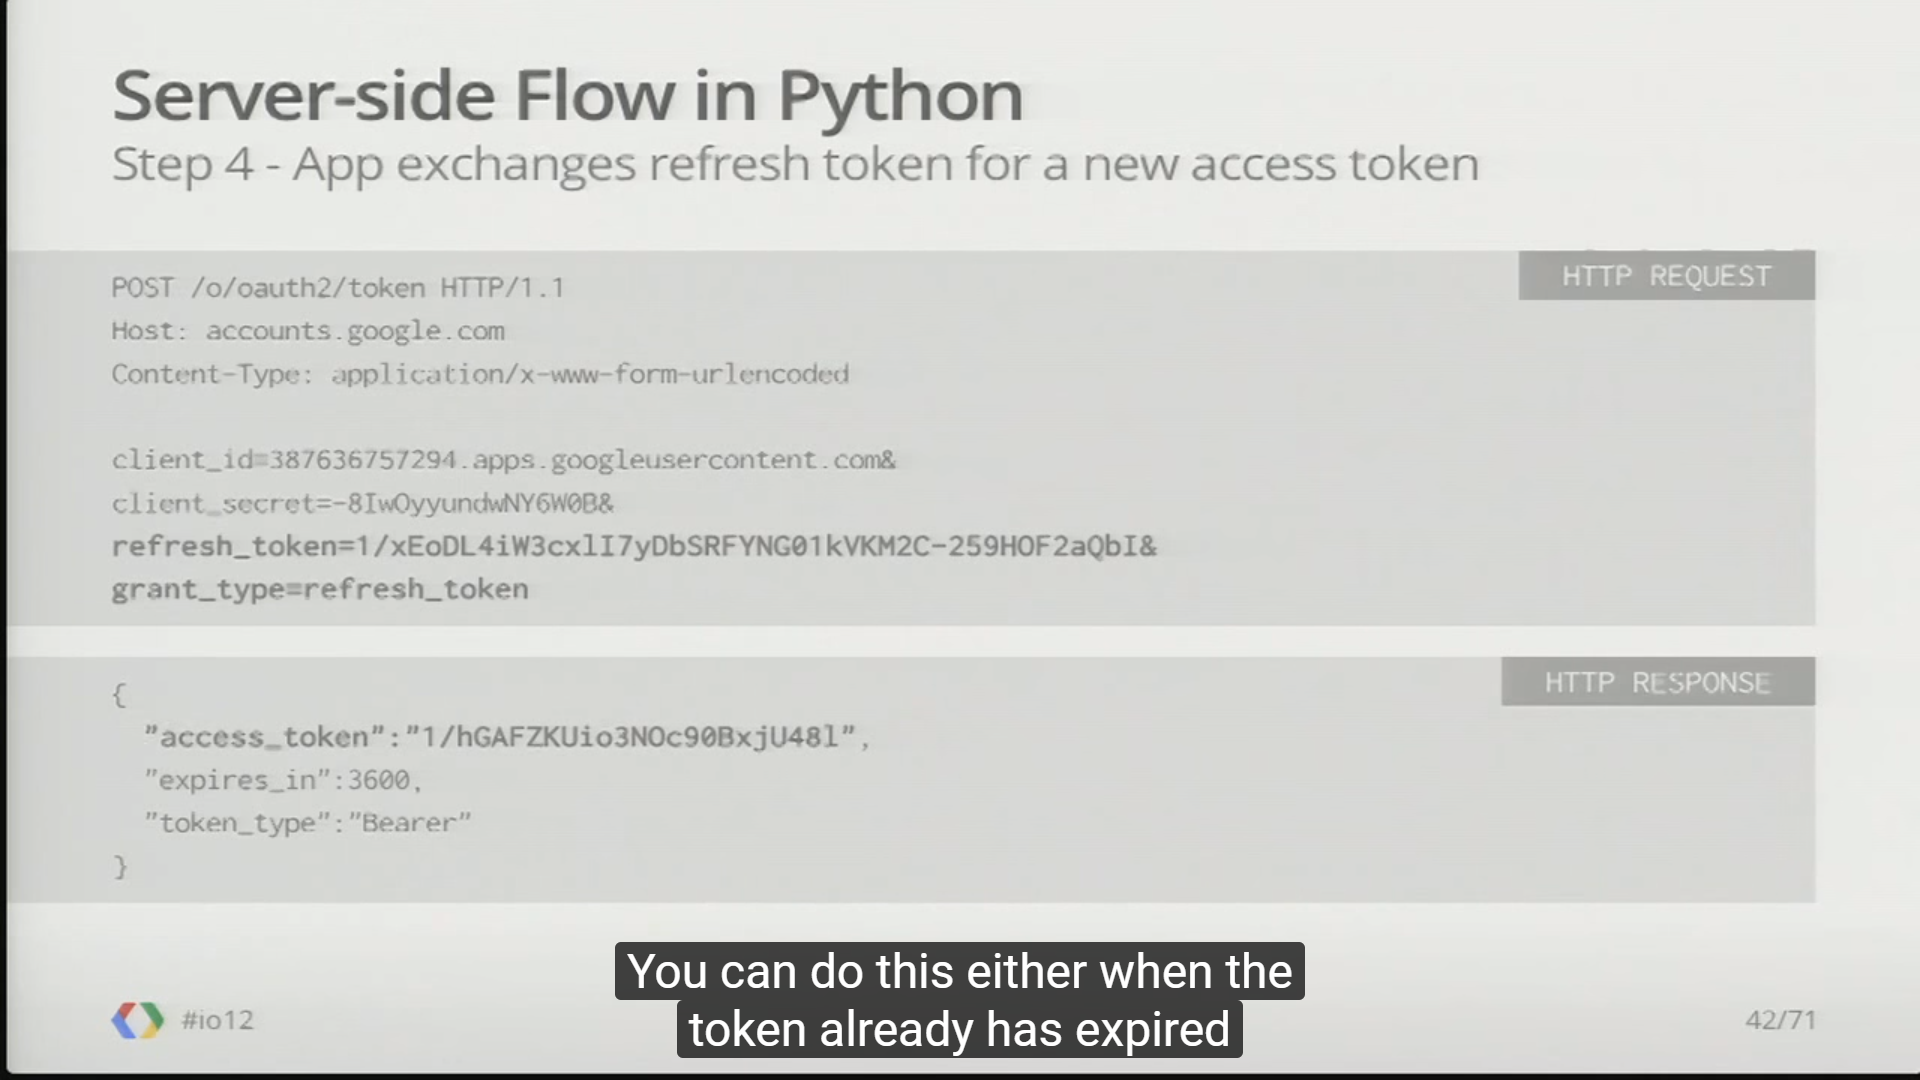 Server-side Flow in Python
Step 4 - App exchanges refresh token for a new access token
HTTP REQUEST
POST /o/oauth2/token HTTP/1.1
Host: accounts.google.com
Content-Type: application/x-www-form-urlencoded
client_id=387636757294.apps.googleusercontent.com&
client_secret=-8IwOyyundwNY6W0B&
refresh_token=1/xEoDL4iW3cxlI7yDbSRFYNG01kVKM2C-259HOF2aQbI&
grant_type=refresh_token
HTTP RESPONSE
{
"access_token":"1/hGAFZKUio3NOc90BxjU48l",
"expires_in":3600,
"token_type":"Bearer"
}
You can do this either when the
token already has expired
#io12
42/71